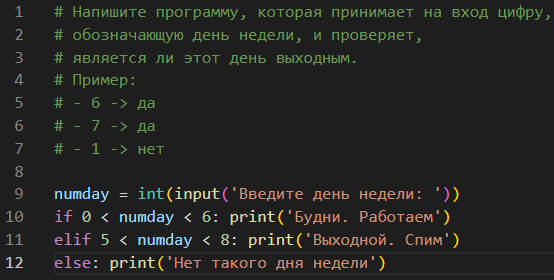 1 # Напишите программу, которая принимает на вход цифру,
2 # обозначающую день недели, и проверяет,
3 # является ли этот день выходным.
4 # Пример:
5 # - 6 -> да
6 # - 7 -> да
7 # - 1 -> нет
8
9 numday = int(input('Введите день недели: '))
10 if 0 < numday < 6: print('Будни. Работаем')
11 elif 5 < numday < 8: print('Выходной. Спим')
12 else: print('Нет такого дня недели')